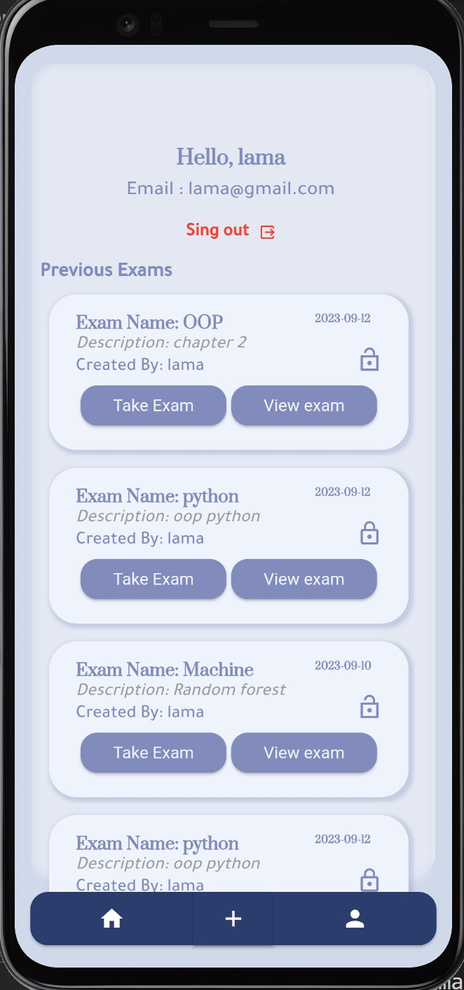 Hello, lama
Email : lama@gmail.com
Sing out
Previous Exams
Exam Name: OOP
2023-09-12
Description: chapter 2
Created By: lama
Take Exam
View exam
Exam Name: python
2023-09-12
Description: oop python
Created By: lama
Take Exam
View exam
Exam Name: Machine
2023-09-10
Description: Random forest
Created By: lama
Take Exam
View exam
Exam Name: python
2023-09-12
Description: oop python
Created By: lama